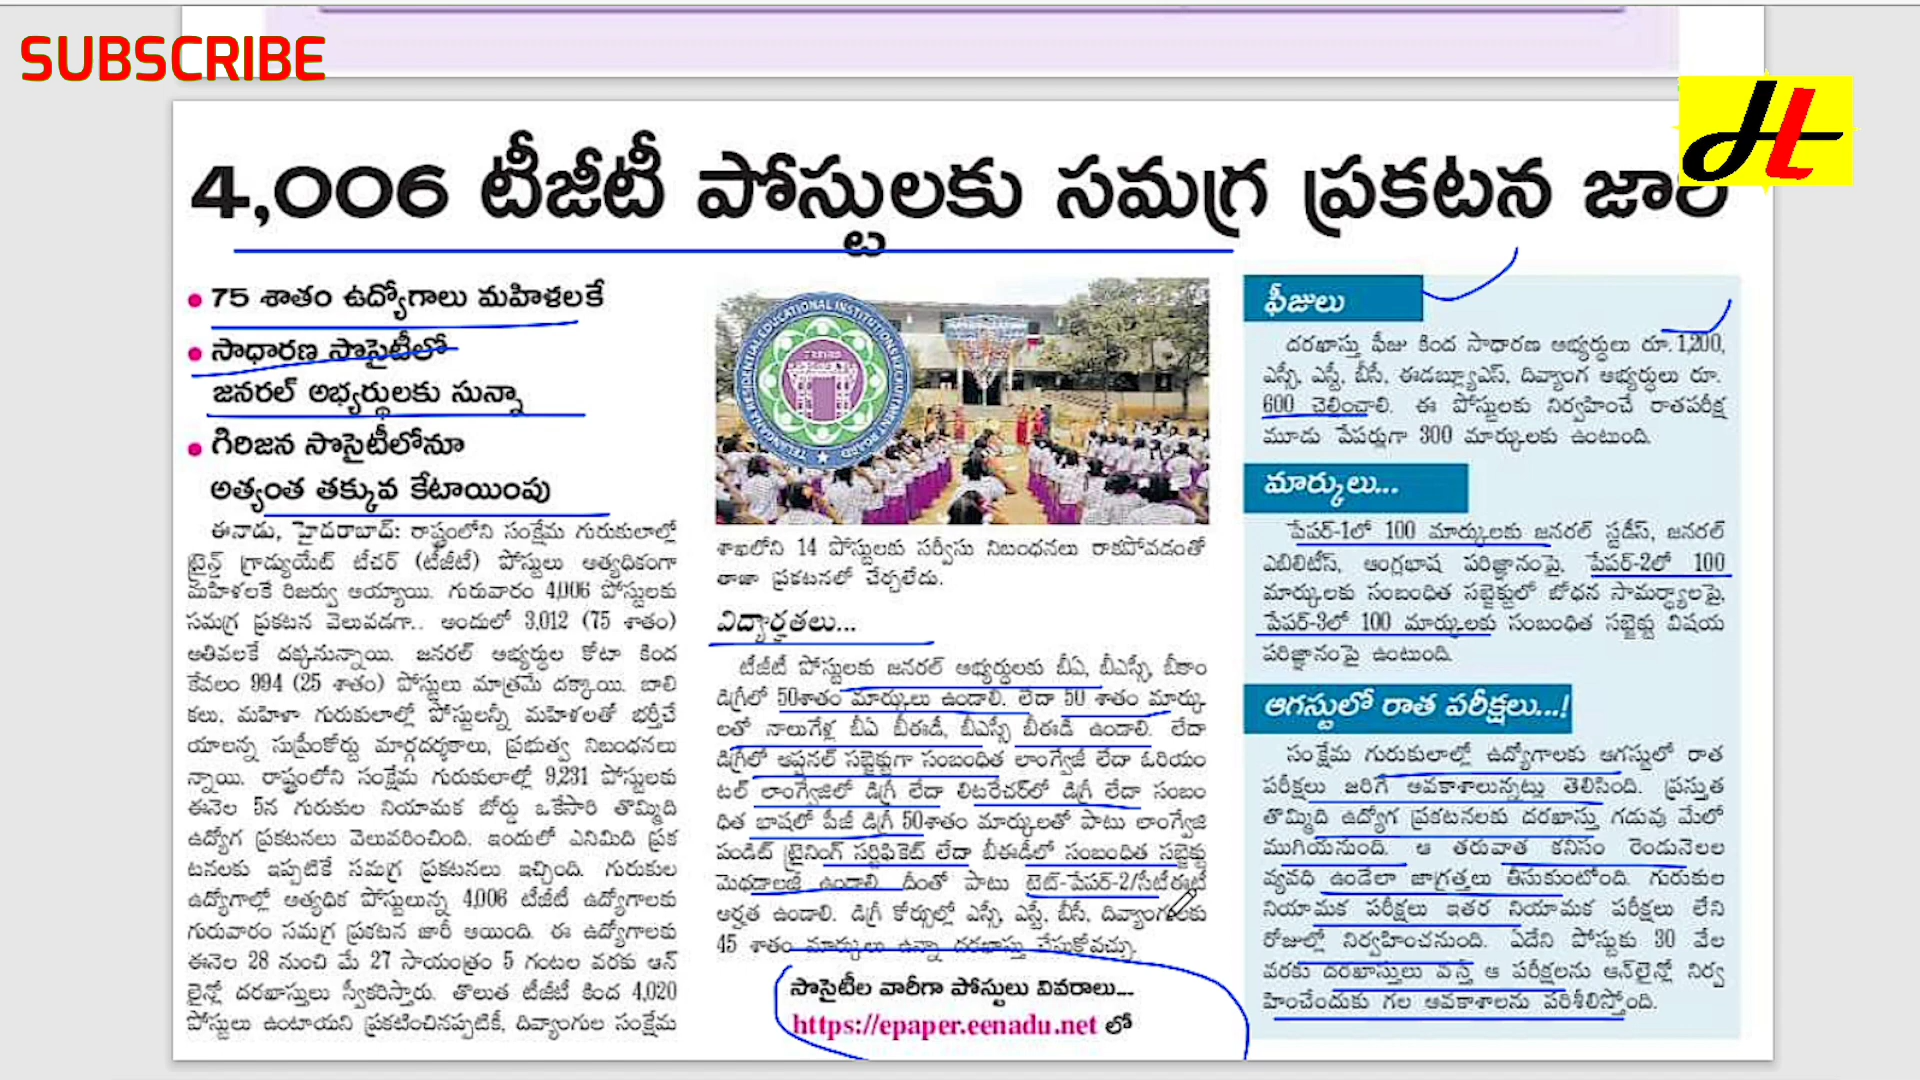 SUBSCRIBE
4,006 టీజీటీ పోస్టులకు సమగ్ర ప్రకటన జారీ
75 శాతం ఉద్యోగాలు మహిళలకే
సాధారణ సొసైటీలో
జనరల్ అభ్యర్థులకు సున్నా
గిరిజన సొసైటీలోనూ
అత్యంత తక్కువ కేటాయింపు
ఈనాడు, హైదరాబాద్: రాష్ట్రంలోని సంక్షేమ గురుకులాల్లో
ట్రైన్డ్ గ్రాడ్యుయేట్ టీచర్ (టీజీటీ) పోస్టులు అత్యధికంగా
మహిళలకే రిజర్వు అయ్యాయి. గురువారం 4,006 పోస్టులకు
సమగ్ర ప్రకటన వెలువడగా.. అందులో 3,012 (75 శాతం)
అతివలకే దక్కనున్నాయి. జనరల్ అభ్యర్థుల కోటా కింద
కేవలం 994 (25 శాతం) పోస్టులు మాత్రమే దక్కాయి. బాలి
కలు, మహిళా గురుకులాల్లో పోస్టులన్నీ మహిళలతో భర్తీచే
యాలన్న సుప్రీంకోర్టు మార్గదర్శకాలు, ప్రభుత్వ నిబంధనలు
న్నాయి. రాష్ట్రంలోని సంక్షేమ గురుకులాల్లో 9,231 పోస్టులకు
ఈనెల 5న గురుకుల నియామక బోర్డు ఒకేసారి తొమ్మిది
ఉద్యోగ ప్రకటనలు వెలువరించింది. ఇందులో ఎనిమిది ప్రక
టనలకు ఇప్పటికే సమగ్ర ప్రకటనలు ఇచ్చింది. గురుకుల
ఉద్యోగాల్లో అత్యధిక పోస్టులున్న 4,006 టీజీటీ ఉద్యోగాలకు
గురువారం సమగ్ర ప్రకటన జారీ అయింది. ఈ ఉద్యోగాలకు
ఈనెల 28 నుంచి మే 27 సాయంత్రం 5 గంటల వరకు ఆన్
లైన్లో దరఖాస్తులు స్వీకరిస్తారు. తొలుత టీజీటీ కింద 4,020
పోస్టులు ఉంటాయని ప్రకటించినప్పటికీ, దివ్యాంగుల సంక్షేమ
TELANGANA RESIDENTIAL EDUCATIONAL INSTITUTIONS RECRUITMENT BOARD
TREIRB
శాఖలోని 14 పోస్టులకు సర్వీసు నిబంధనలు రాకపోవడంతో
తాజా ప్రకటనలో చేర్చలేదు.
విద్యార్హతలు...
టీజీటీ పోస్టులకు జనరల్ అభ్యర్థులకు బీఏ, బీఎస్సీ, బీకాం
డిగ్రీలో 50శాతం మార్కులు ఉండాలి. లేదా 50 శాతం మార్కు
లతో నాలుగేళ్ల బీఏ బీఈడీ, బీఎస్సీ బీఈడీ ఉండాలి. లేదా
డిగ్రీలో ఆప్షనల్ సబ్జెక్టుగా సంబంధిత లాంగ్వేజీ లేదా ఓరియం
టల్ లాంగ్వేజీలో డిగ్రీ లేదా లిటరేచర్‌లో డిగ్రీ లేదా సంబం
ధిత భాషలో పీజీ డిగ్రీ 50శాతం మార్కులతో పాటు లాంగ్వేజి
పండిట్ ట్రైనింగ్ సర్టిఫికెట్ లేదా బీఈడీలో సంబంధిత సబ్జెక్టు
మెథడాలజీ ఉండాలి. దీంతో పాటు టెట్-పేపర్-2/సీటీఈటీ
అర్హత ఉండాలి. డిగ్రీ కోర్సుల్లో ఎస్సీ, ఎస్టీ, బీసీ, దివ్యాంగులకు
45 శాతం మార్కులు ఉన్నా దరఖాస్తు చేసుకోవచ్చు.
సొసైటీల వారీగా పోస్టులు వివరాలు...
https://epaper.eenadu.net లో
ఫీజులు
దరఖాస్తు ఫీజు కింద సాధారణ అభ్యర్థులు రూ.1,200,
ఎస్సీ, ఎస్టీ, బీసీ, ఈడబ్ల్యూఎస్, దివ్యాంగ అభ్యర్థులు రూ.
600 చెల్లించాలి. ఈ పోస్టులకు నిర్వహించే రాతపరీక్ష
మూడు పేపర్లుగా 300 మార్కులకు ఉంటుంది.
మార్కులు...
పేపర్-1లో 100 మార్కులకు జనరల్ స్టడీస్, జనరల్
ఎబిలిటీస్, ఆంగ్లభాష పరిజ్ఞానంపై, పేపర్-2లో 100
మార్కులకు సంబంధిత సబ్జెక్టులో బోధన సామర్థ్యాలపై,
పేపర్-3లో 100 మార్కులకు సంబంధిత సబ్జెక్టు విషయ
పరిజ్ఞానంపై ఉంటుంది.
ఆగస్టులో రాత పరీక్షలు...!
సంక్షేమ గురుకులాల్లో ఉద్యోగాలకు ఆగస్టులో రాత
పరీక్షలు జరిగే అవకాశాలున్నట్లు తెలిసింది. ప్రస్తుత
తొమ్మిది ఉద్యోగ ప్రకటనలకు దరఖాస్తు గడువు మేలో
ముగియనుంది. ఆ తరువాత కనీసం రెండునెలల
వ్యవధి ఉండేలా జాగ్రత్తలు తీసుకుంటోంది. గురుకుల
నియామక పరీక్షలు ఇతర నియామక పరీక్షలు లేని
రోజుల్లో నిర్వహించనుంది. ఏదేని పోస్టుకు 30 వేల
వరకు దరఖాస్తులు వస్తే ఆ పరీక్షలను ఆన్‌లైన్లో నిర్వ
హించేందుకు గల అవకాశాలను పరిశీలిస్తోంది.